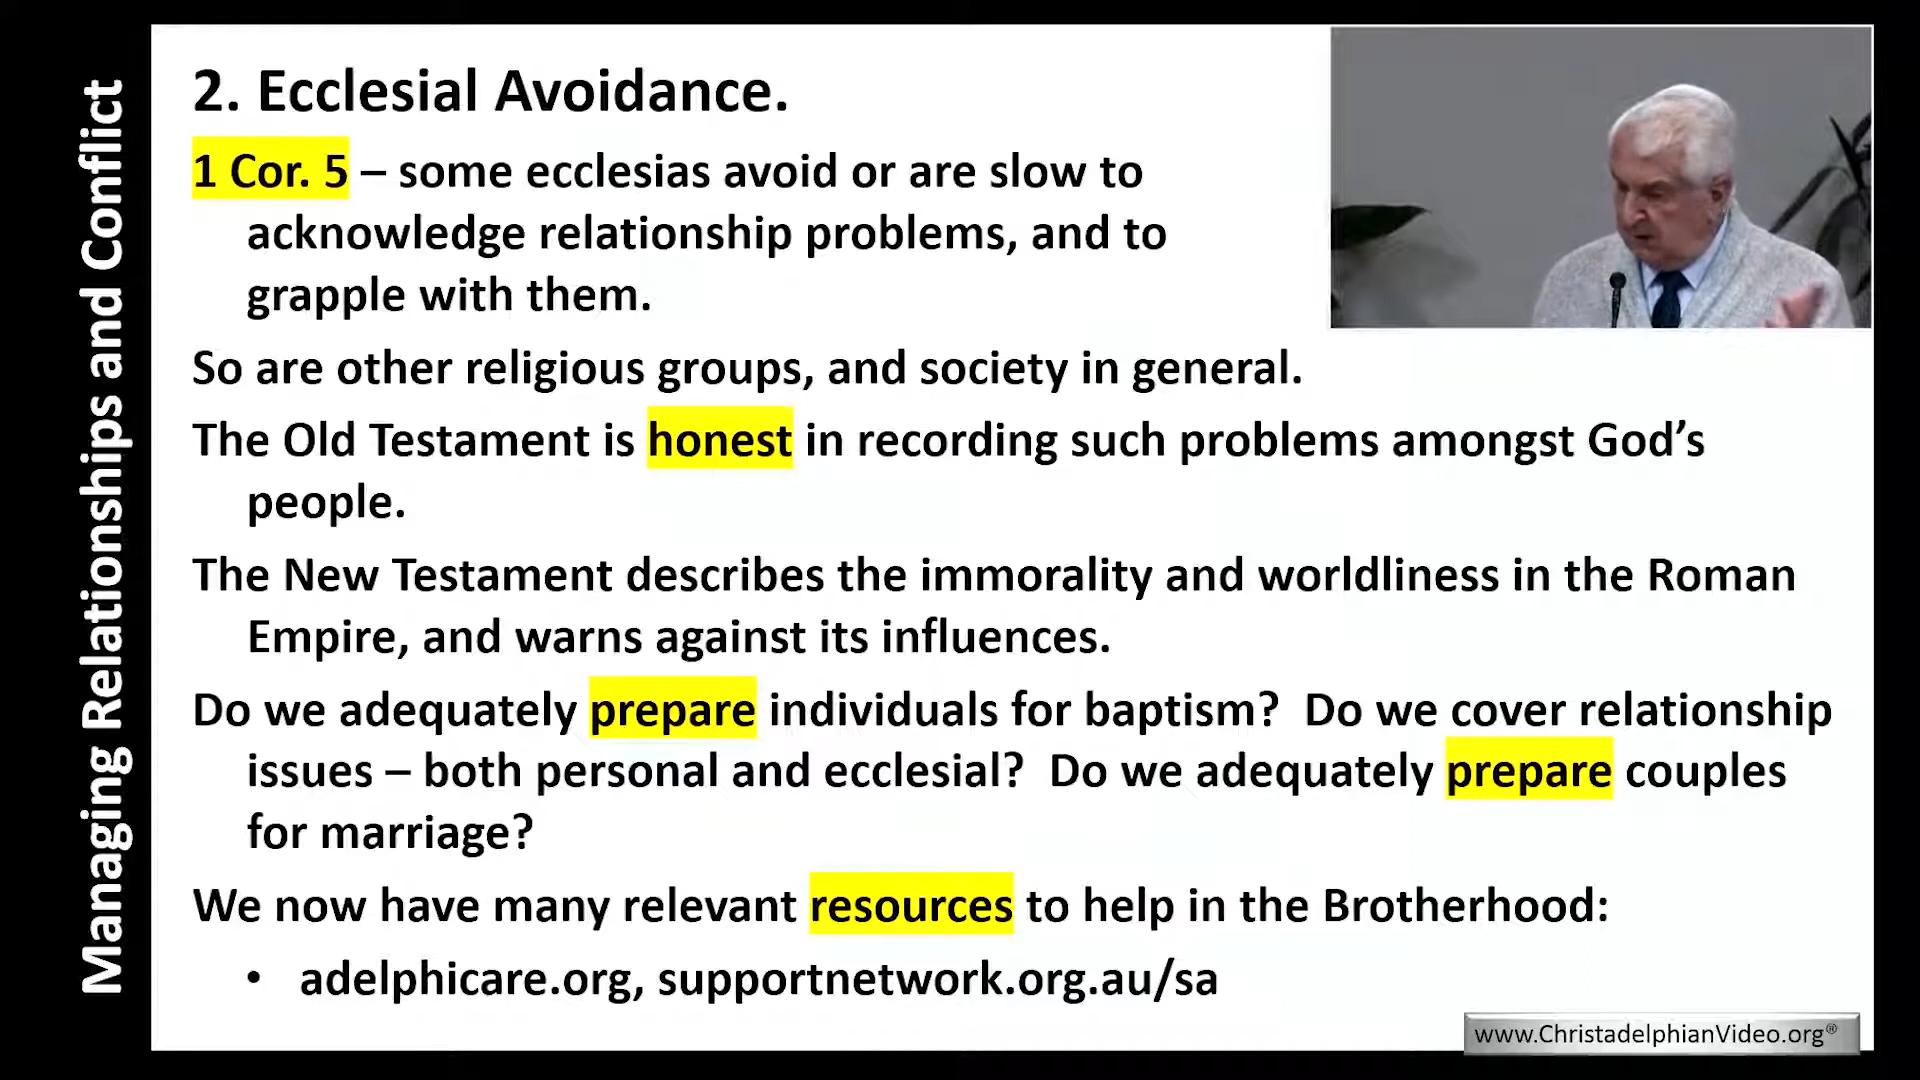 Managing Relationships and Conflict
2. Ecclesial Avoidance.
1 Cor. 5 – some ecclesias avoid or are slow to
acknowledge relationship problems, and to
grapple with them.
So are other religious groups, and society in general.
The Old Testament is honest in recording such problems amongst God’s
people.
The New Testament describes the immorality and worldliness in the Roman
Empire, and warns against its influences.
Do we adequately prepare individuals for baptism?  Do we cover relationship
issues – both personal and ecclesial?  Do we adequately prepare couples
for marriage?
We now have many relevant resources to help in the Brotherhood:
• adelphicare.org, supportnetwork.org.au/sa
www.ChristadelphianVideo.org®